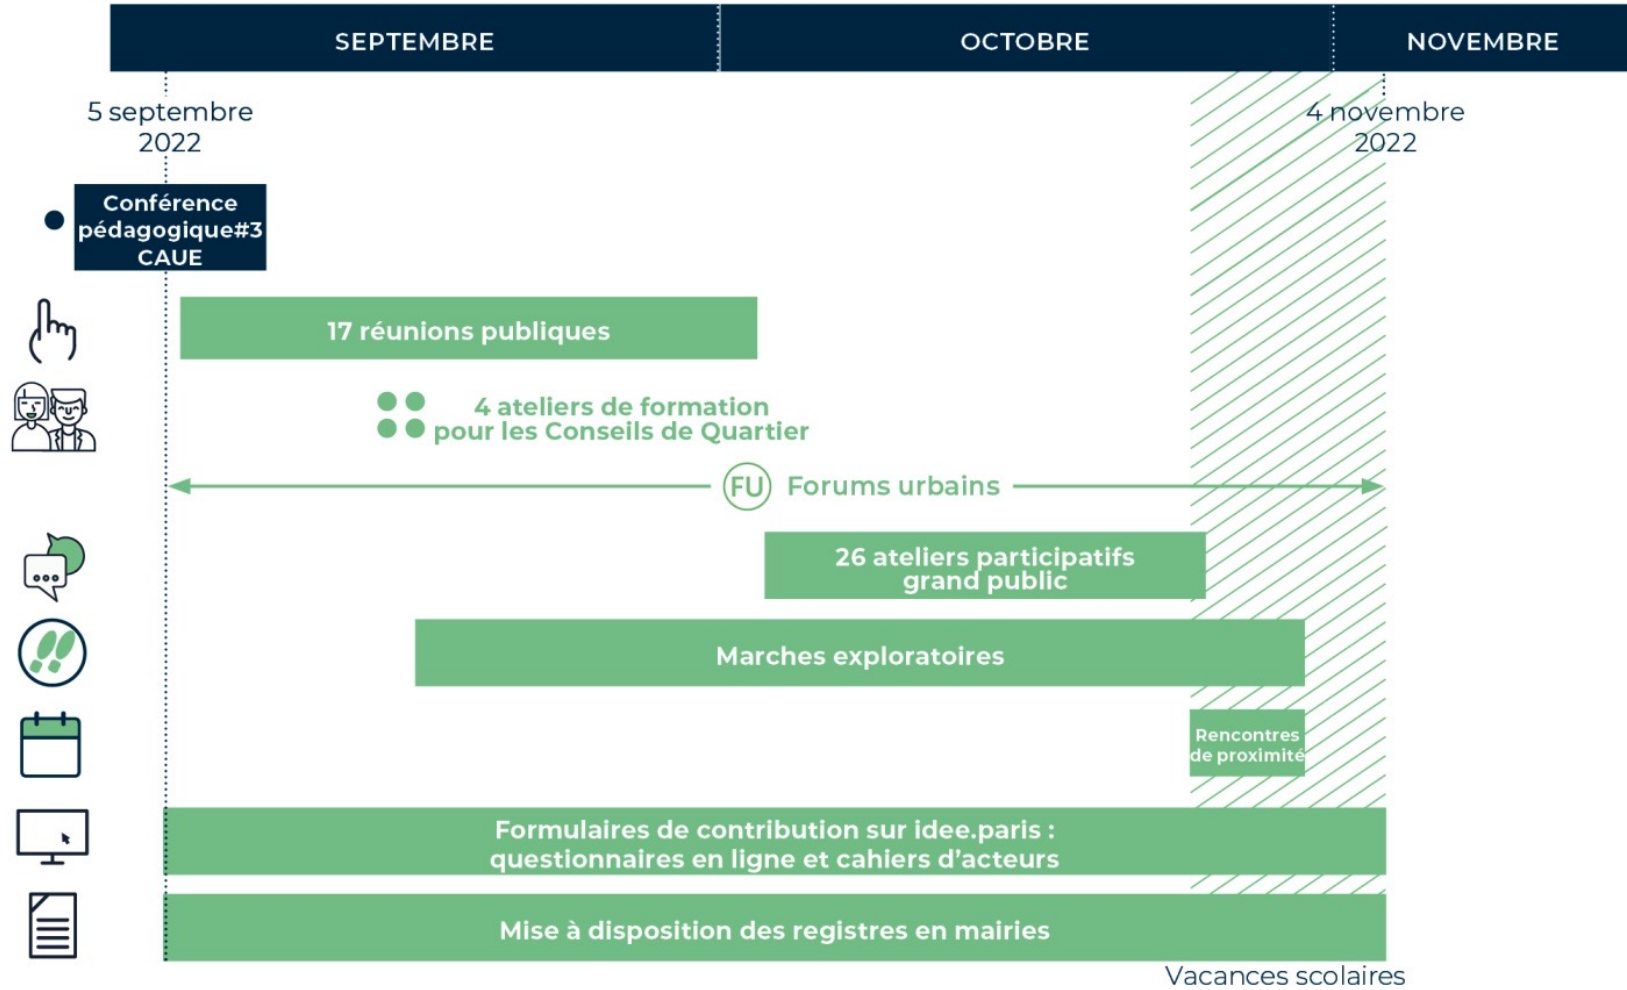 SEPTEMBRE
OCTOBRE
NOVEMBRE
5 septembre
2022
4 novembre
2022
Conférence
pédagogique#3
CAUE
17 réunions publiques
4 ateliers de formation
pour les Conseils de Quartier
FU Forums urbains
26 ateliers participatifs
grand public
Marches exploratoires
Rencontres
de proximité
Formulaires de contribution sur idee.paris :
questionnaires en ligne et cahiers d’acteurs
Mise à disposition des registres en mairies
Vacances scolaires